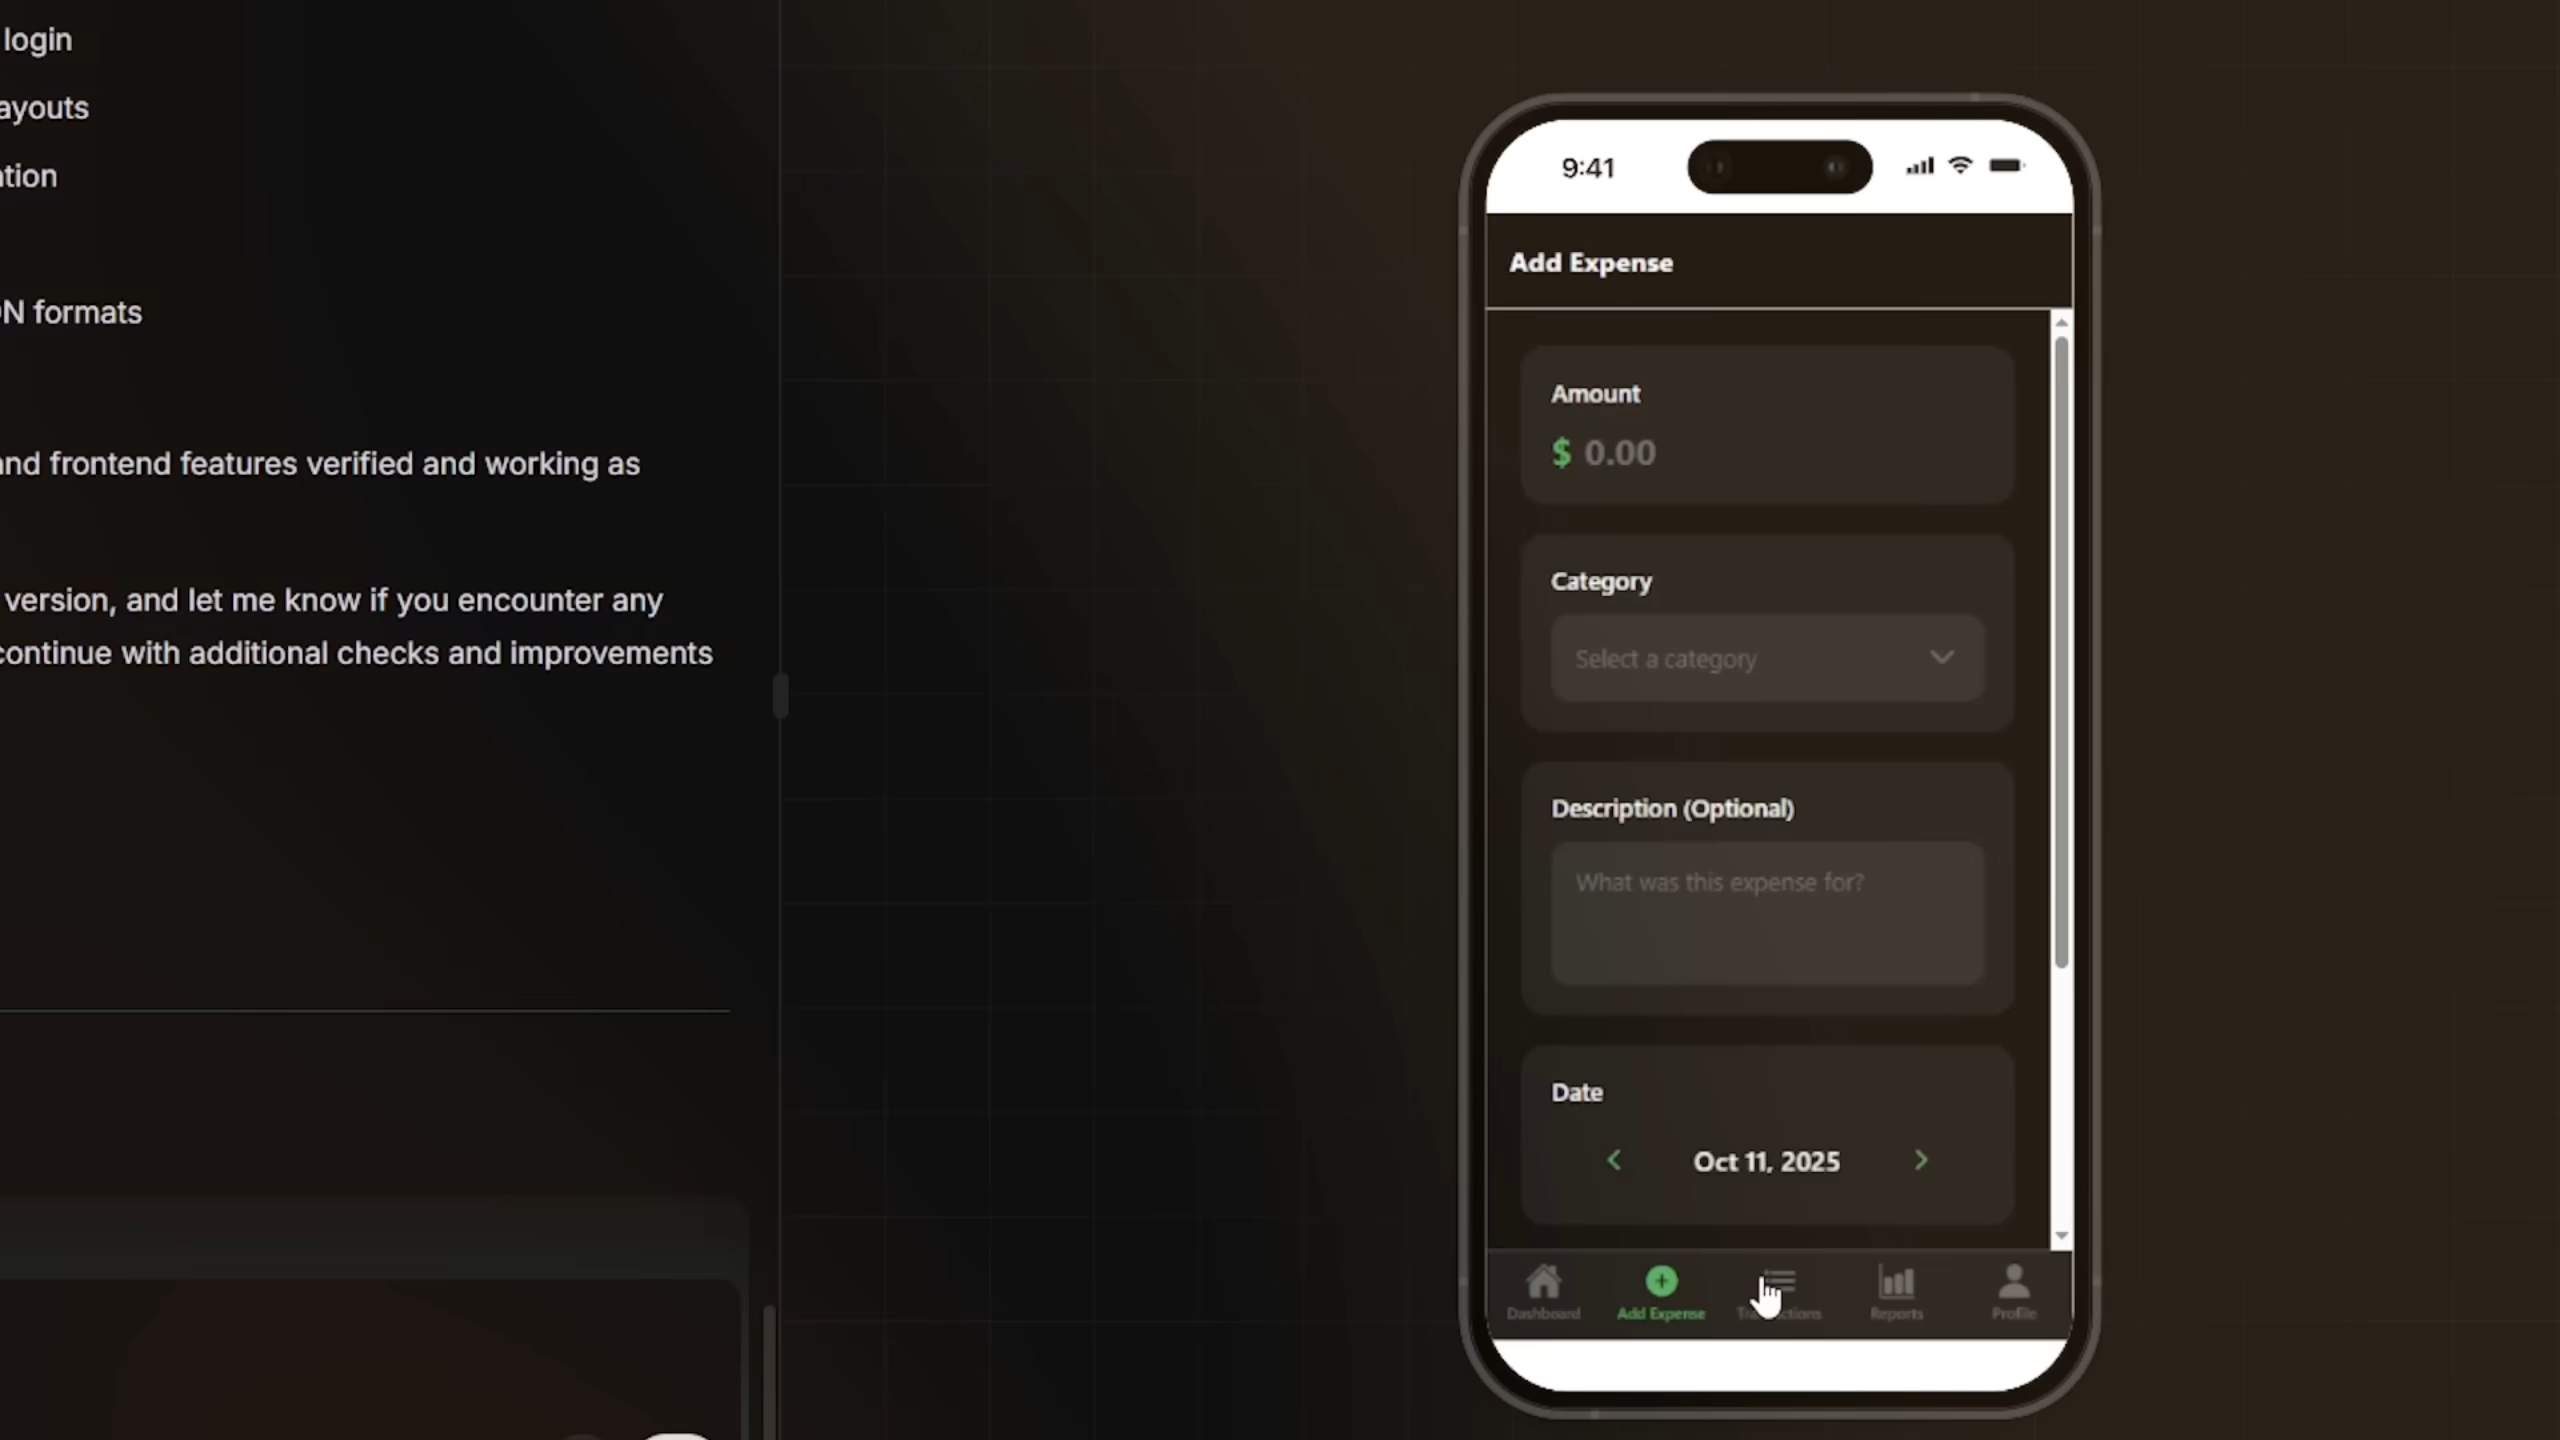 login
ayouts
tion
N formats
and frontend features verified and working as
version, and let me know if you encounter any
continue with additional checks and improvements
9:41
Add Expense
Amount
$ 0.00
Category
Select a category
Description (Optional)
What was this expense for?
Date
Oct 11, 2025
Dashboard
Add Expense
Reports
Profile